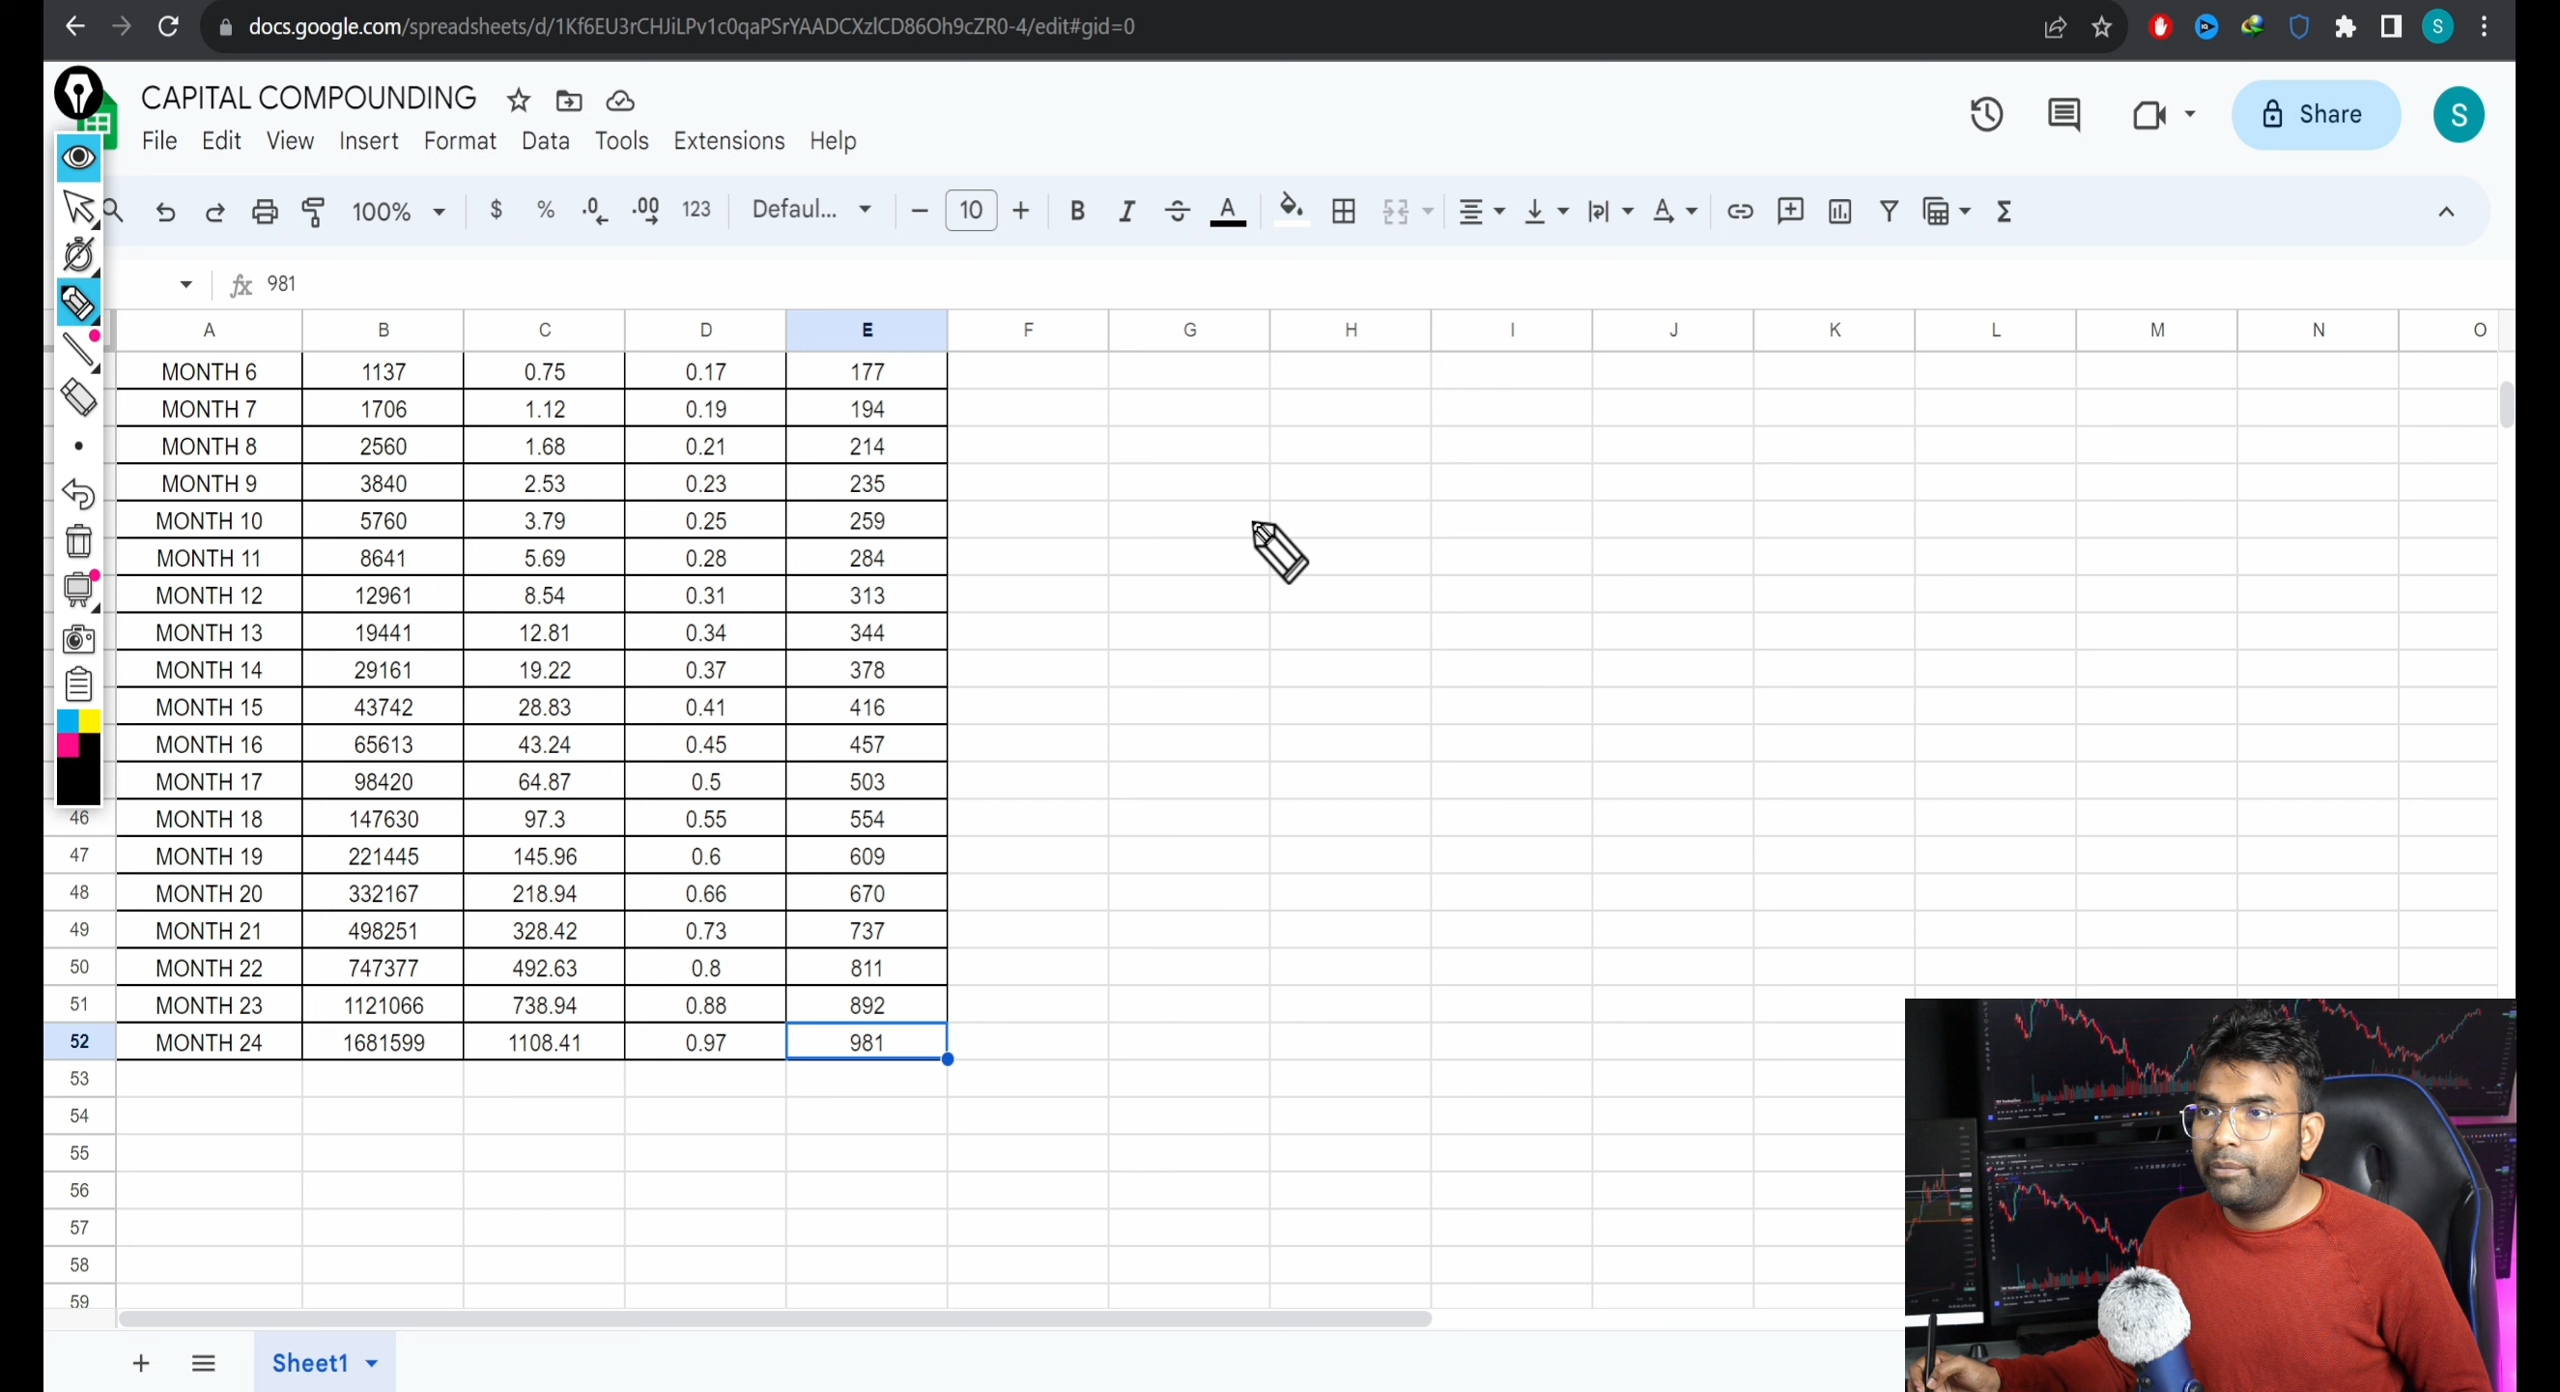 docs.google.com/spreadsheets/d/1Kf6EU3rCHJiLPv1c0qaPSrYAADCXzlCD86Oh9cZR0-4/edit#gid=0
S
CAPITAL COMPOUNDING
File Edit View Insert Format Data Tools Extensions Help
Share
S
100% $ % .0 .00 123 Defaul... 10 B I A
fx 981
A B C D E F G H I J K L M N O
MONTH 6 1137 0.75 0.17 177
MONTH 7 1706 1.12 0.19 194
MONTH 8 2560 1.68 0.21 214
MONTH 9 3840 2.53 0.23 235
MONTH 10 5760 3.79 0.25 259
MONTH 11 8641 5.69 0.28 284
MONTH 12 12961 8.54 0.31 313
MONTH 13 19441 12.81 0.34 344
MONTH 14 29161 19.22 0.37 378
MONTH 15 43742 28.83 0.41 416
MONTH 16 65613 43.24 0.45 457
MONTH 17 98420 64.87 0.5 503
46 MONTH 18 147630 97.3 0.55 554
47 MONTH 19 221445 145.96 0.6 609
48 MONTH 20 332167 218.94 0.66 670
49 MONTH 21 498251 328.42 0.73 737
50 MONTH 22 747377 492.63 0.8 811
51 MONTH 23 1121066 738.94 0.88 892
52 MONTH 24 1681599 1108.41 0.97 981
53
54
55
56
57
58
59
Sheet1